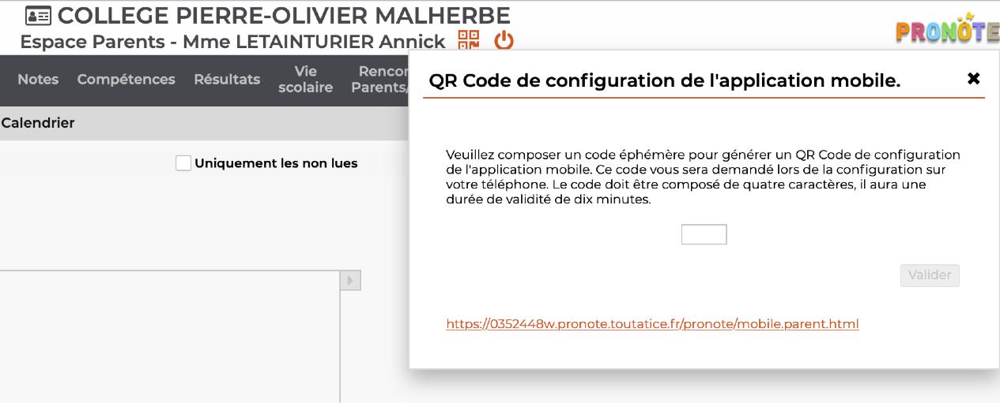 COLLEGE PIERRE-OLIVIER MALHERBE
Espace Parents - Mme LETAINTURIER Annick
PRONOTE
Notes Compétences Résultats Vie scolaire Rencon Parents/
Calendrier
Uniquement les non lues
QR Code de configuration de l'application mobile.
Veuillez composer un code éphémère pour générer un QR Code de configuration
de l'application mobile. Ce code vous sera demandé lors de la configuration sur
votre téléphone. Le code doit être composé de quatre caractères, il aura une
durée de validité de dix minutes.
Valider
https://0352448w.pronote.toutatice.fr/pronote/mobile.parent.html